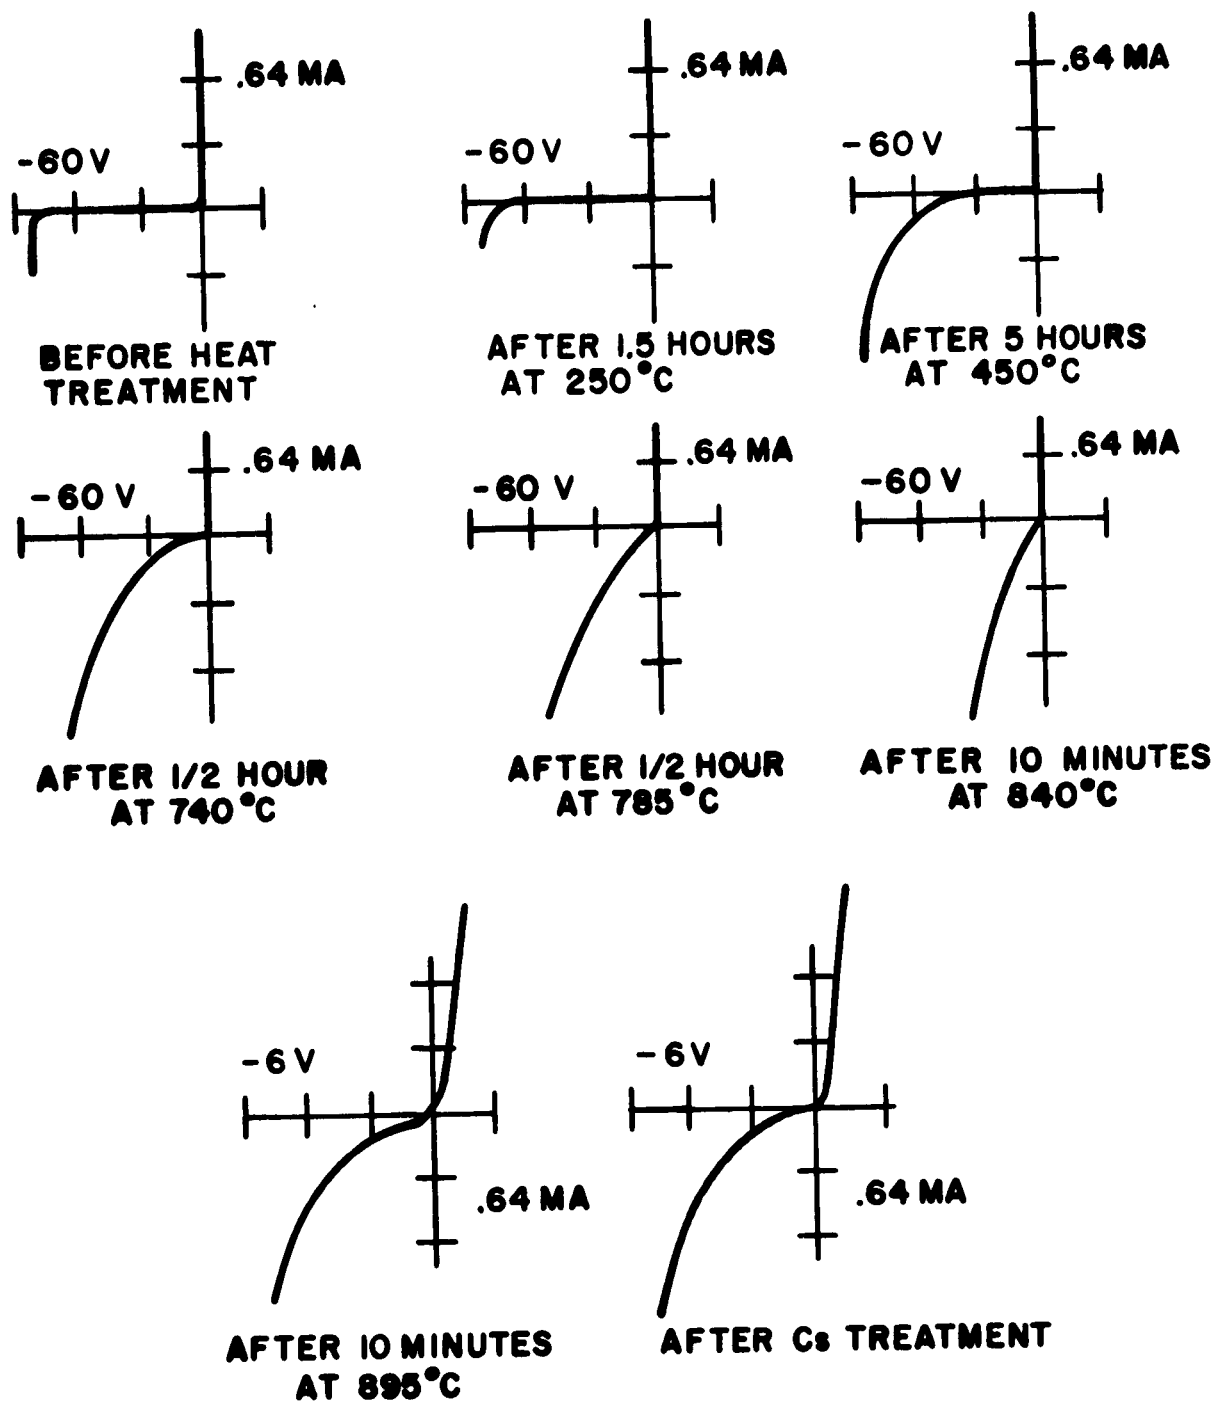 .64 MA
-60 V
BEFORE HEAT
TREATMENT
.64 MA
-60 V
AFTER 1.5 HOURS
AT 250°C
.64 MA
-60 V
AFTER 5 HOURS
AT 450°C
.64 MA
-60 V
AFTER 1/2 HOUR
AT 740°C
.64 MA
-60 V
AFTER 1/2 HOUR
AT 785°C
.64 MA
-60 V
AFTER 10 MINUTES
AT 840°C
-6 V
.64 MA
AFTER 10 MINUTES
AT 895°C
-6 V
.64 MA
AFTER Cs TREATMENT